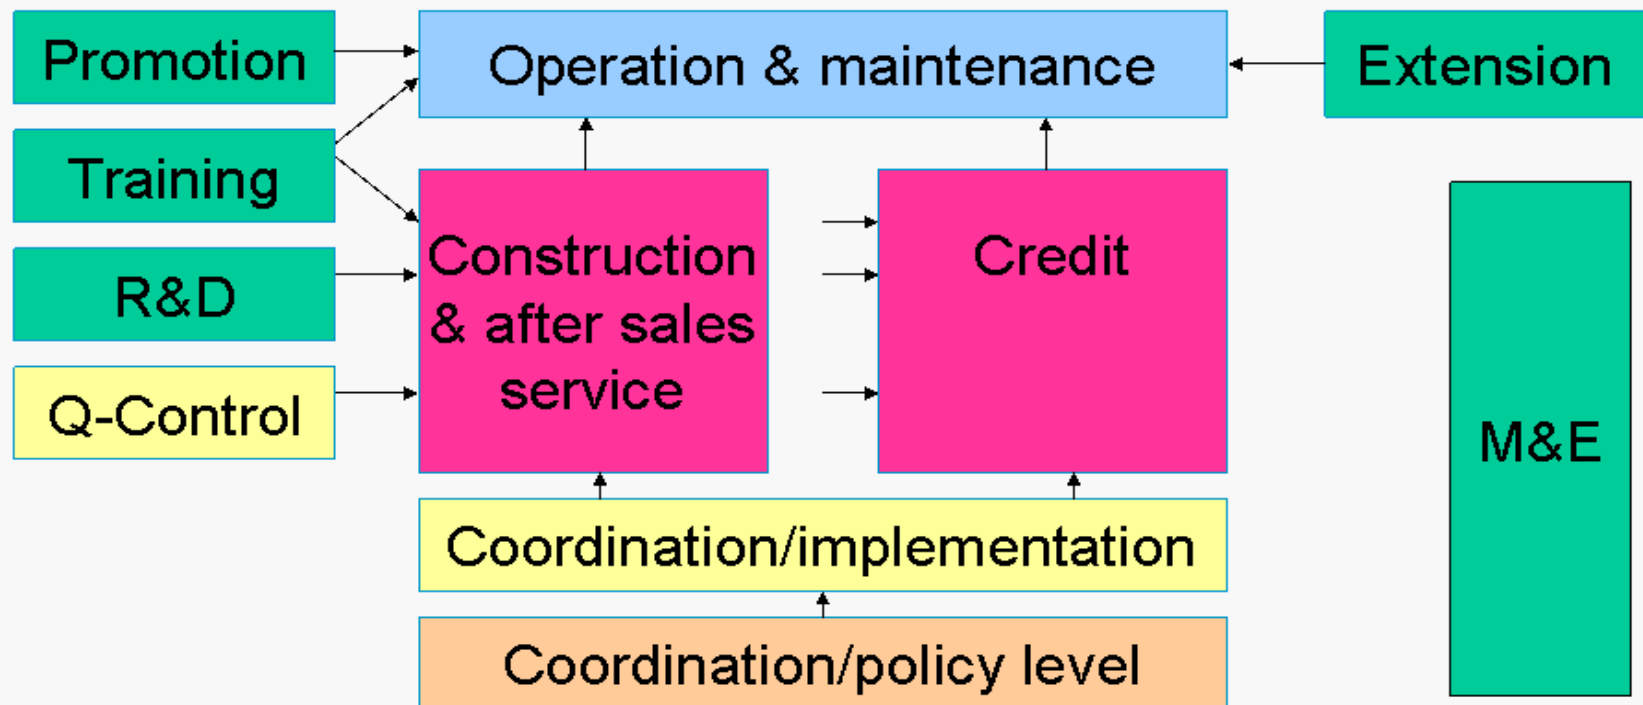 Promotion
Operation & maintenance
Extension
Training
Construction
& after sales
service
Credit
R&D
Q-Control
M&E
Coordination/implementation
Coordination/policy level